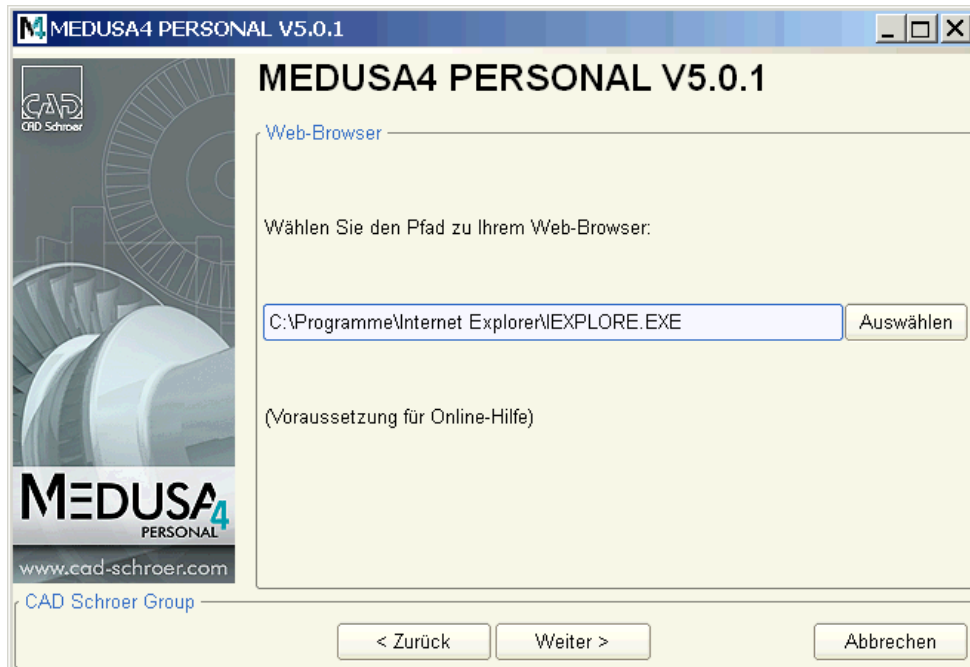 MEDUSA4 PERSONAL V5.0.1
CAD
CAD Schroer
MEDUSA4 PERSONAL V5.0.1
Web-Browser
Wählen Sie den Pfad zu Ihrem Web-Browser:
C:\Programme\Internet Explorer\IEXPLORE.EXE
Auswählen
(Voraussetzung für Online-Hilfe)
MEDUSA4
PERSONAL
www.cad-schroer.com
CAD Schroer Group
< Zurück
Weiter >
Abbrechen